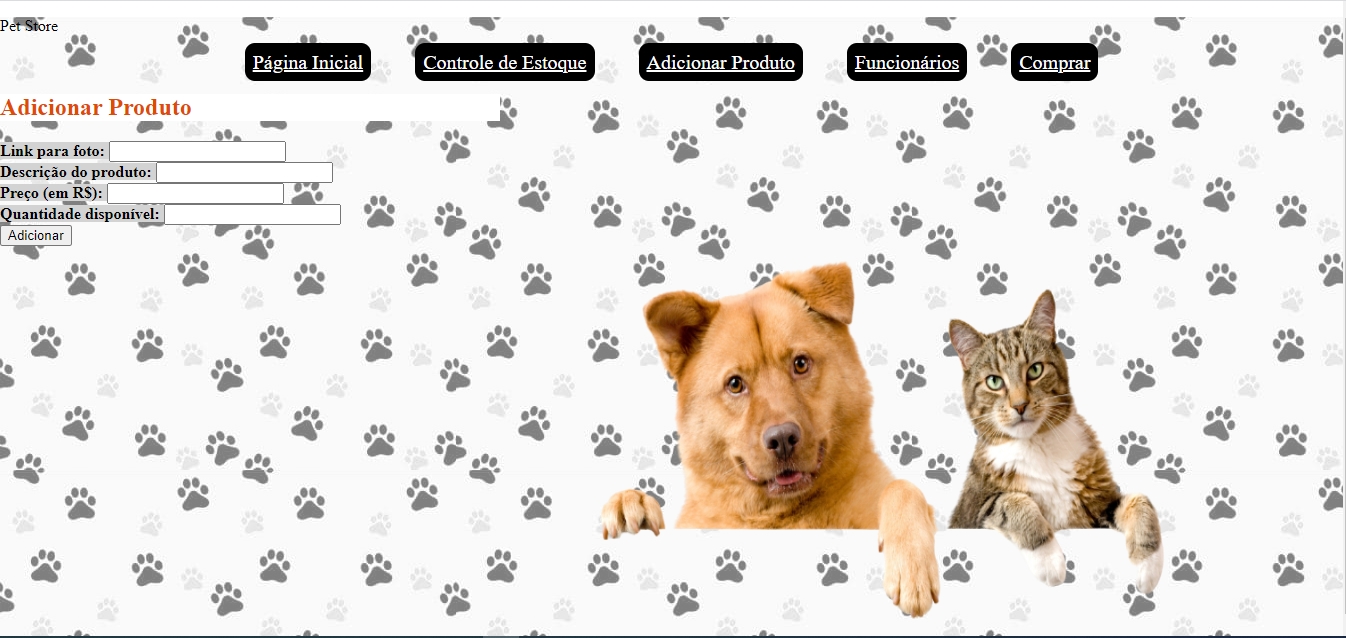 Pet Store
Página Inicial Controle de Estoque Adicionar Produto Funcionários Comprar
Adicionar Produto
Link para foto:
Descrição do produto:
Preço (em R$):
Quantidade disponível:
Adicionar